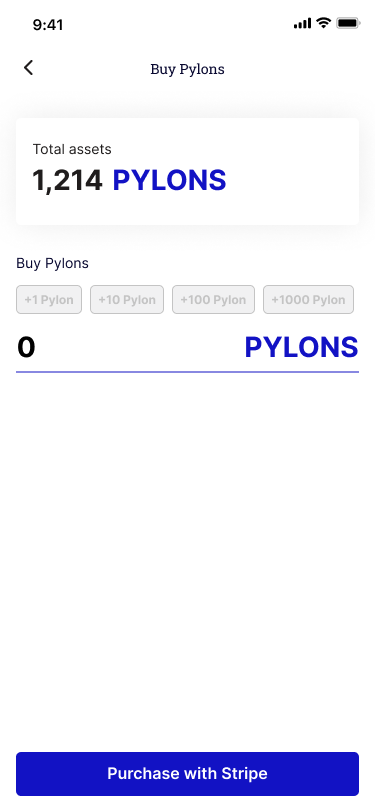 9:41
Buy Pylons
Total assets
1,214 PYLONS
Buy Pylons
+1 Pylon +10 Pylon +100 Pylon +1000 Pylon
0 PYLONS
Purchase with Stripe